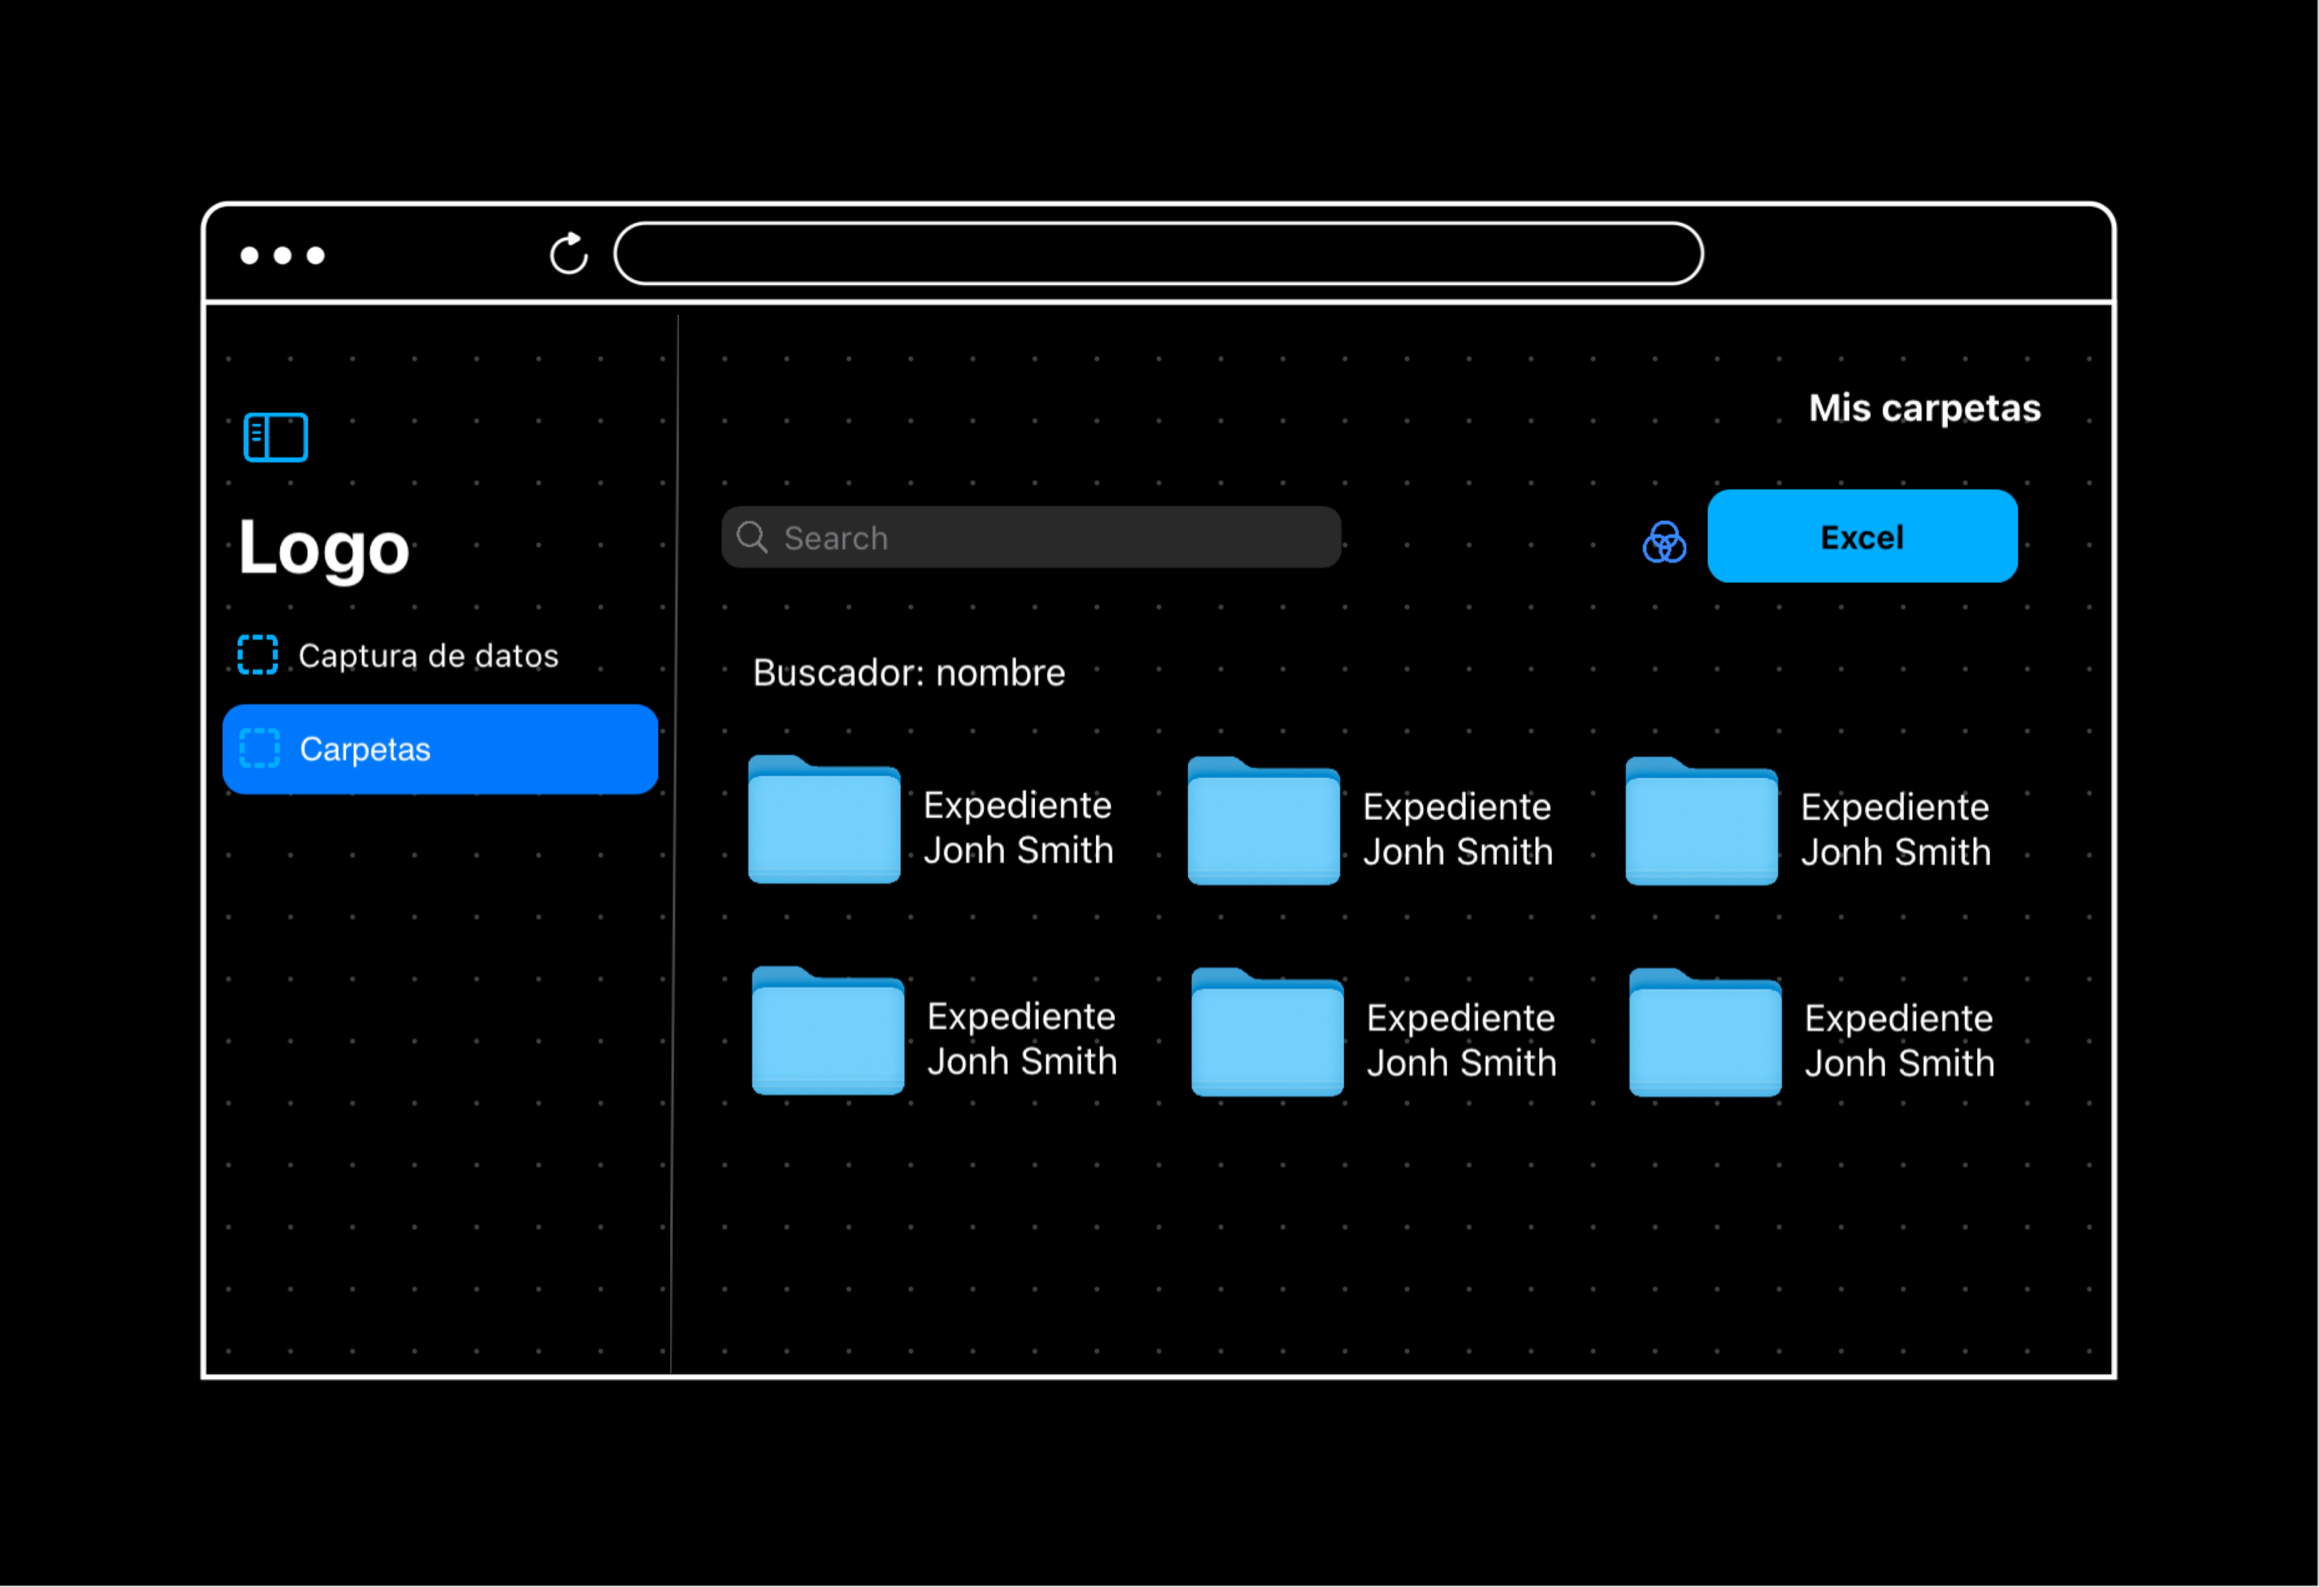 Mis carpetas
Logo
Search
Excel
Captura de datos
Buscador: nombre
Carpetas
Expediente
Jonh Smith
Expediente
Jonh Smith
Expediente
Jonh Smith
Expediente
Jonh Smith
Expediente
Jonh Smith
Expediente
Jonh Smith